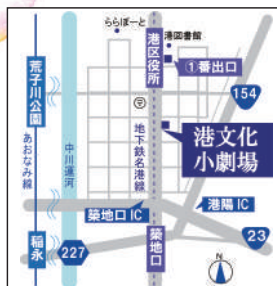 ららぽーと
港図書館
港区役所
①番出口
荒子川公園
154
あおなみ線
中川運河
〒
地下鉄名港線
港文化
小劇場
築地口 IC
港陽 IC
稲永
227
築地口
23
N